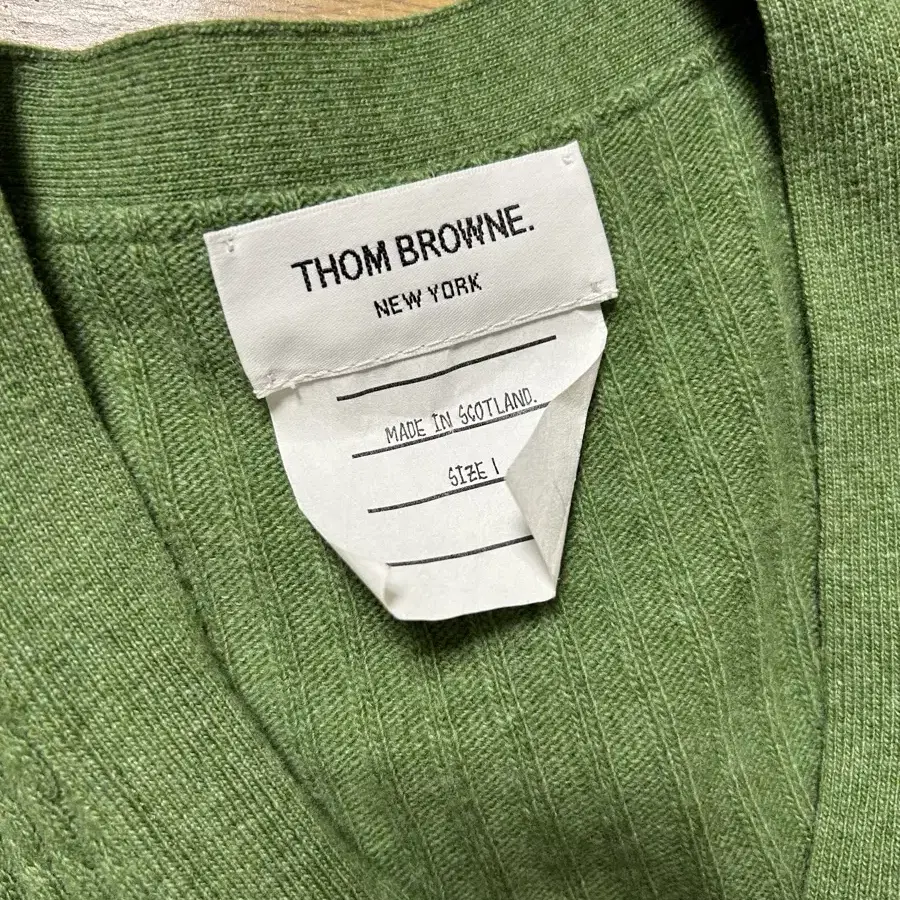 THOM BROWNE.
NEW YORK
MADE IN SCOTLAND.
SIZE 1